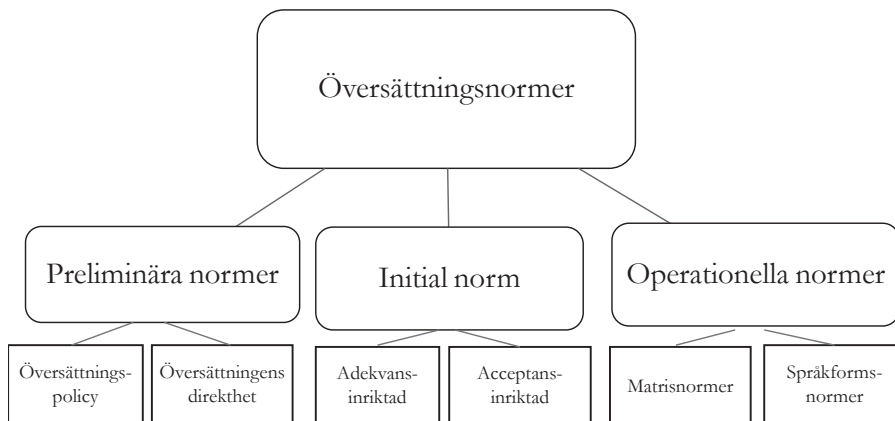 Översättningsnormer
Preliminära normer
Initial norm
Operationella normer
Översättnings-
policy
Översättningens
direkthet
Adekvans-
inriktad
Acceptans-
inriktad
Matrisnormer
Språkforms-
normer